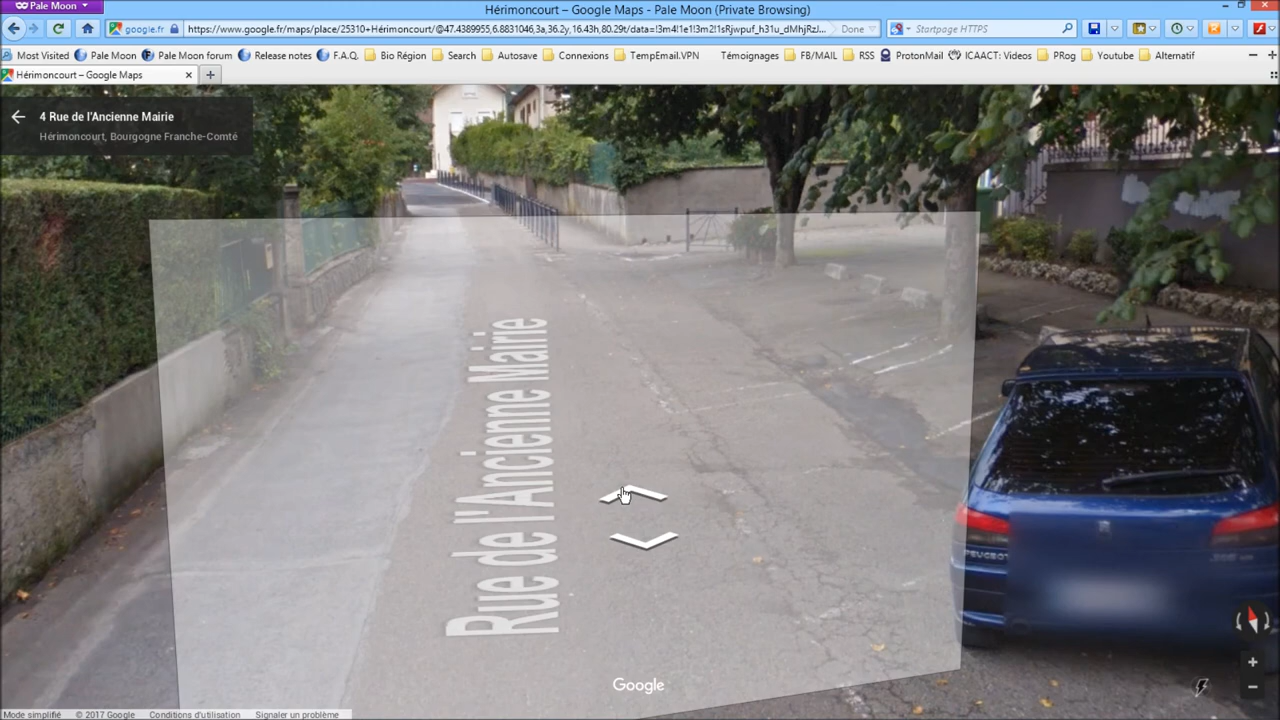 Pale Moon
Hérimoncourt – Google Maps - Pale Moon (Private Browsing)
google.fr
https://www.google.fr/maps/place/25310+Hérimoncourt/@47.4389955,6.8831046,3a,36.2y,16.43h,80.29t/data=!3m4!1e1!3m2!1sRjwpuf_h31u_dMhjRzJ...
Done
Startpage HTTPS
Most Visited
Pale Moon
Pale Moon forum
Release notes
F.A.Q.
Bio Région
Search
Autosave
Connexions
TempEmail.VPN
Témoignages
FB/MAIL
RSS
ProtonMail
ICAACT: Videos
PRog
Youtube
Alternatif
Hérimoncourt – Google Maps
4 Rue de l'Ancienne Mairie
Hérimoncourt, Bourgogne Franche-Comté
Rue de l'Ancienne Mairie
PEUGEOT
Google
Mode simplifié
© 2017 Google
Conditions d'utilisation
Signaler un problème